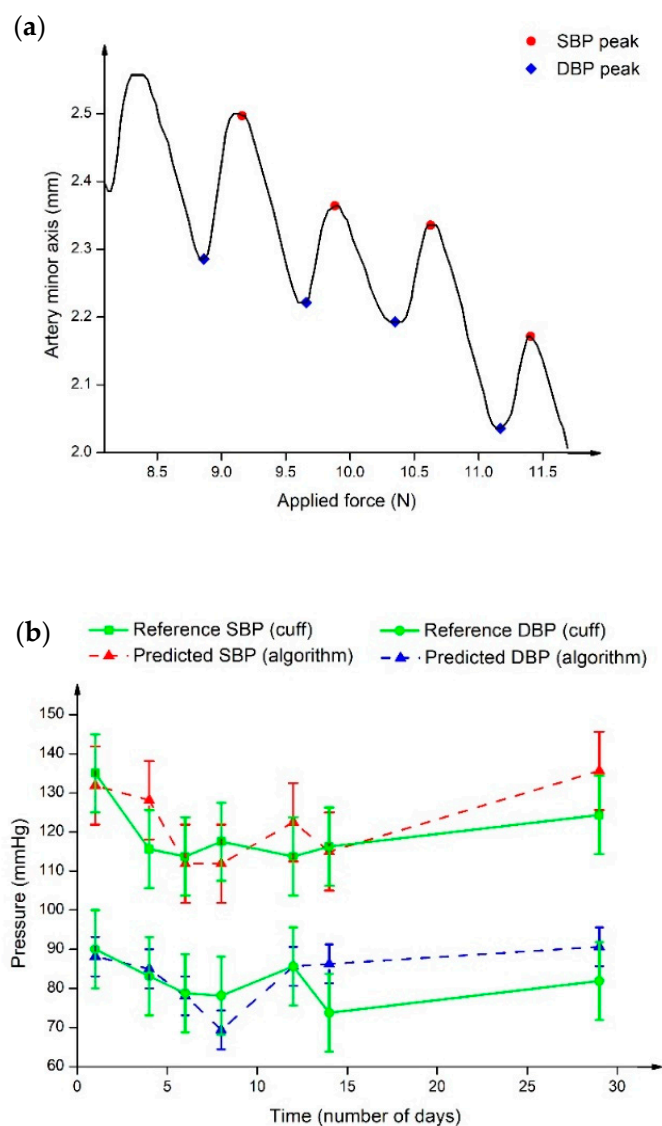 (a)
SBP peak
DBP peak
2.5
2.4
2.3
2.2
2.1
2.0
Artery minor axis (mm)
8.5 9.0 9.5 10.0 10.5 11.0 11.5
Applied force (N)
(b)
Reference SBP (cuff) Reference DBP (cuff)
Predicted SBP (algorithm) Predicted DBP (algorithm)
150
140
130
120
110
100
90
80
70
60
Pressure (mmHg)
0 5 10 15 20 25 30
Time (number of days)